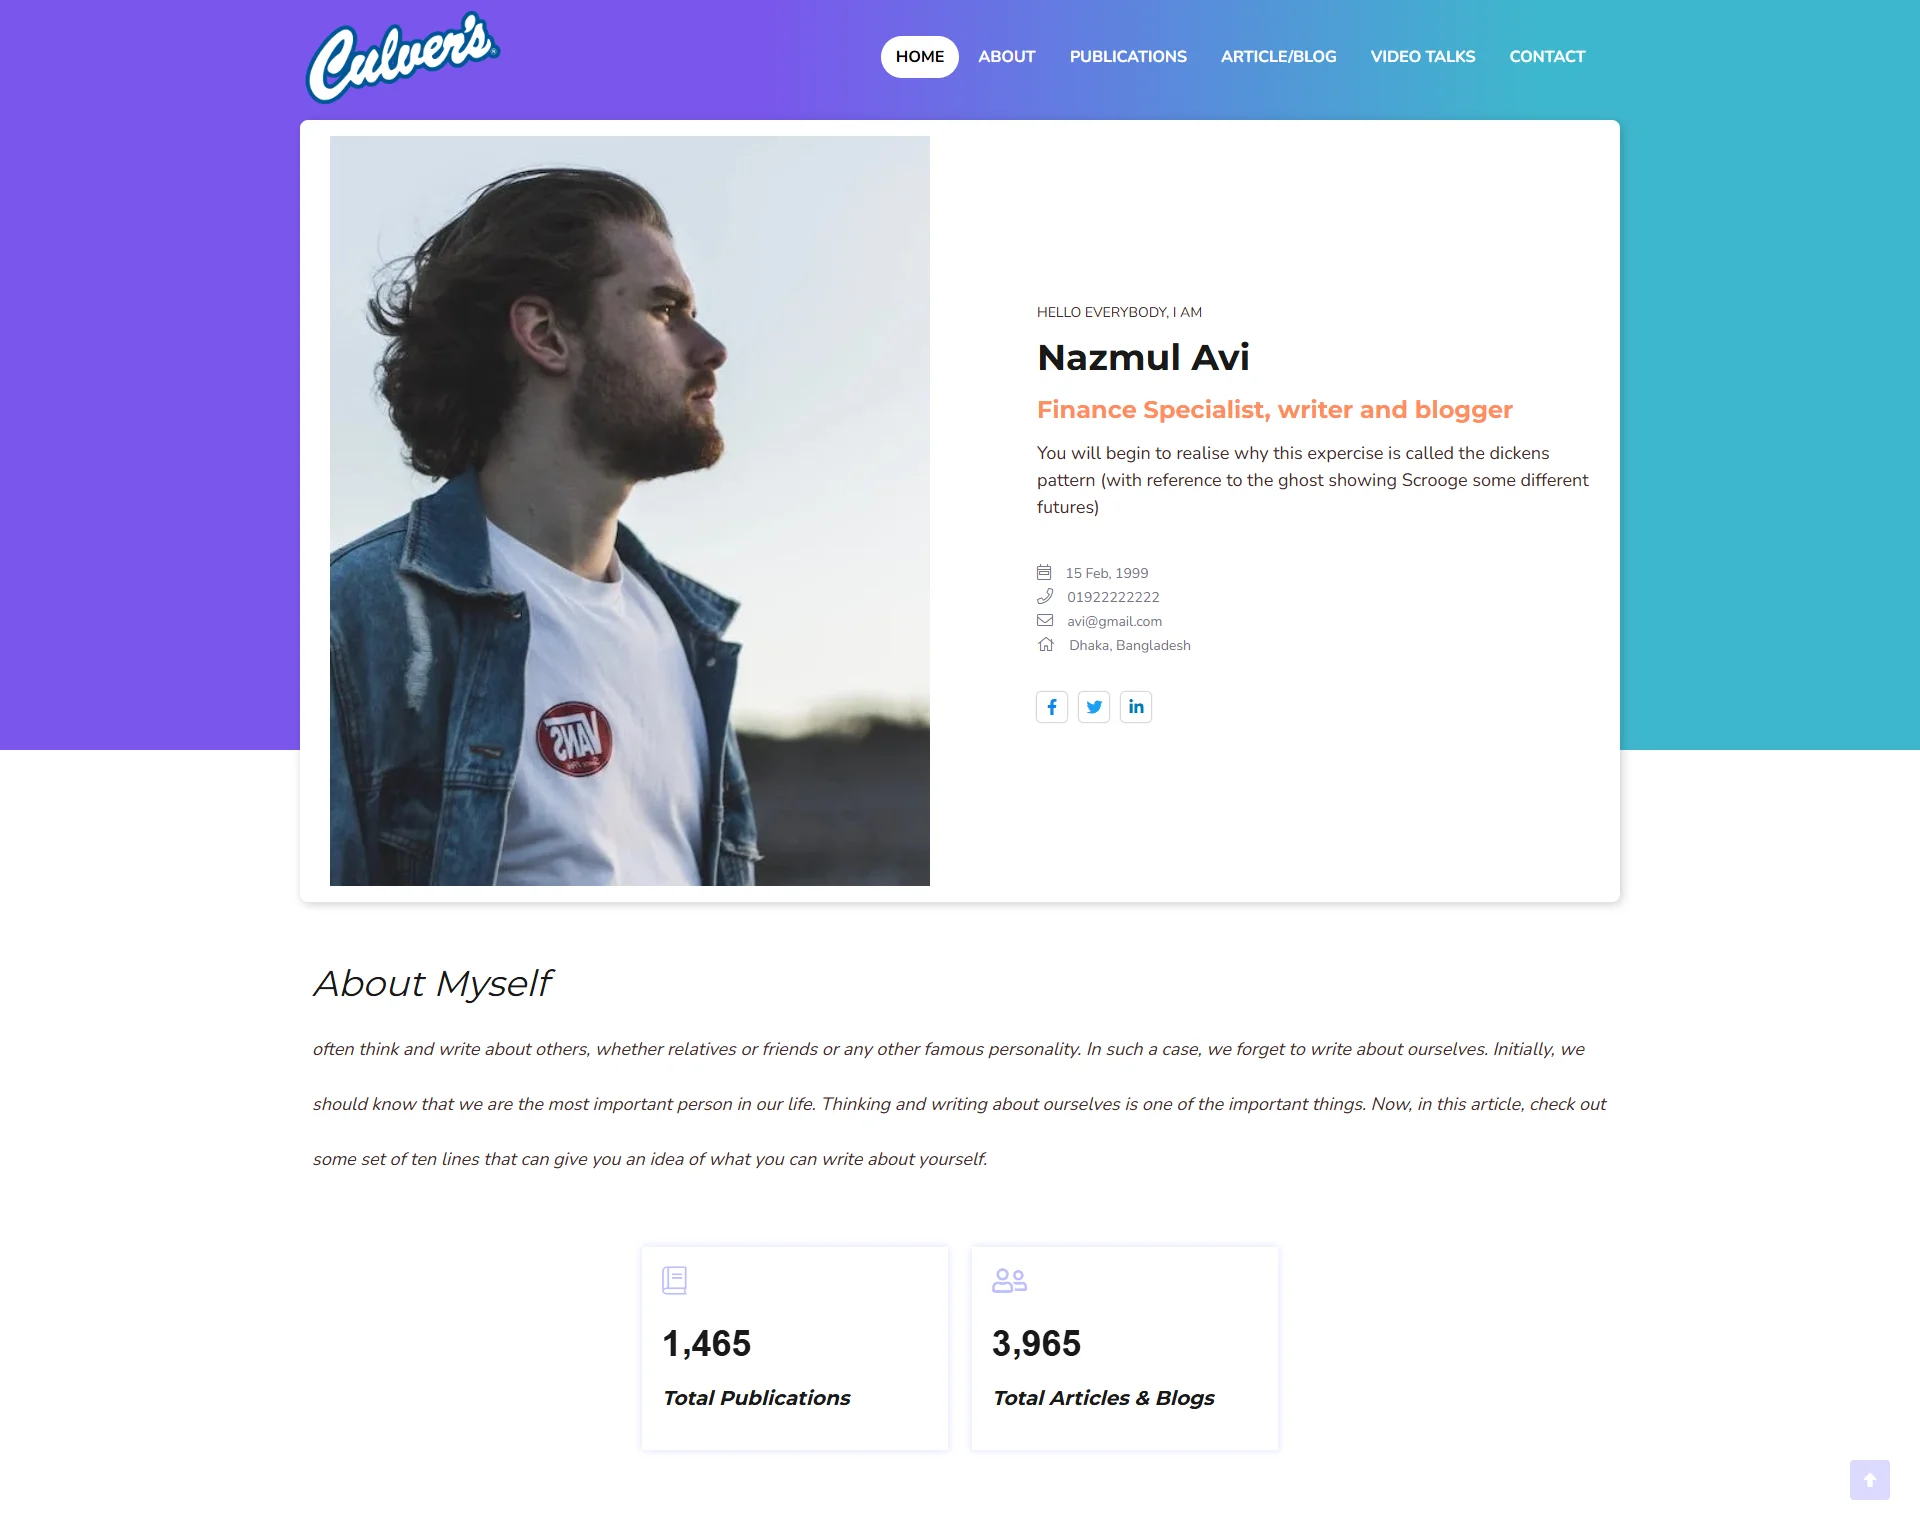 Culver's®
HOME ABOUT PUBLICATIONS ARTICLE/BLOG VIDEO TALKS CONTACT
HELLO EVERYBODY, I AM
Nazmul Avi
Finance Specialist, writer and blogger
You will begin to realise why this expercise is called the dickens
pattern (with reference to the ghost showing Scrooge some different
futures)
15 Feb, 1999
01922222222
avi@gmail.com
Dhaka, Bangladesh
VANS
About Myself
often think and write about others, whether relatives or friends or any other famous personality. In such a case, we forget to write about ourselves. Initially, we
should know that we are the most important person in our life. Thinking and writing about ourselves is one of the important things. Now, in this article, check out
some set of ten lines that can give you an idea of what you can write about yourself.
1,465
Total Publications
3,965
Total Articles & Blogs